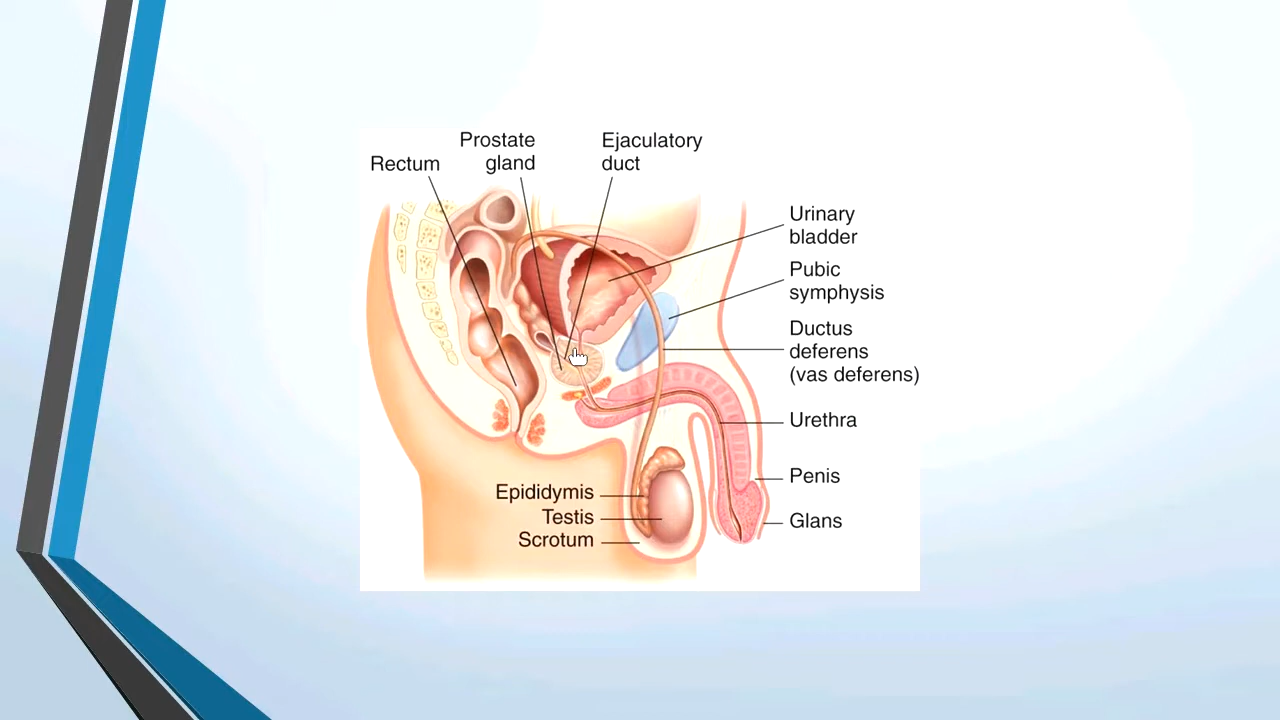 Prostate
gland
Ejaculatory
duct
Rectum
Urinary
bladder
Pubic
symphysis
Ductus
deferens
(vas deferens)
Urethra
Penis
Glans
Epididymis
Testis
Scrotum